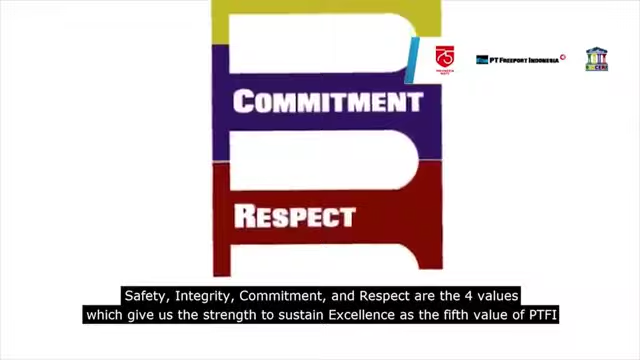 75
PT FREEPORT INDONESIA
COMMITMENT
RESPECT
Safety, Integrity, Commitment, and Respect are the 4 values
which give us the strength to sustain Excellence as the fifth value of PTFI